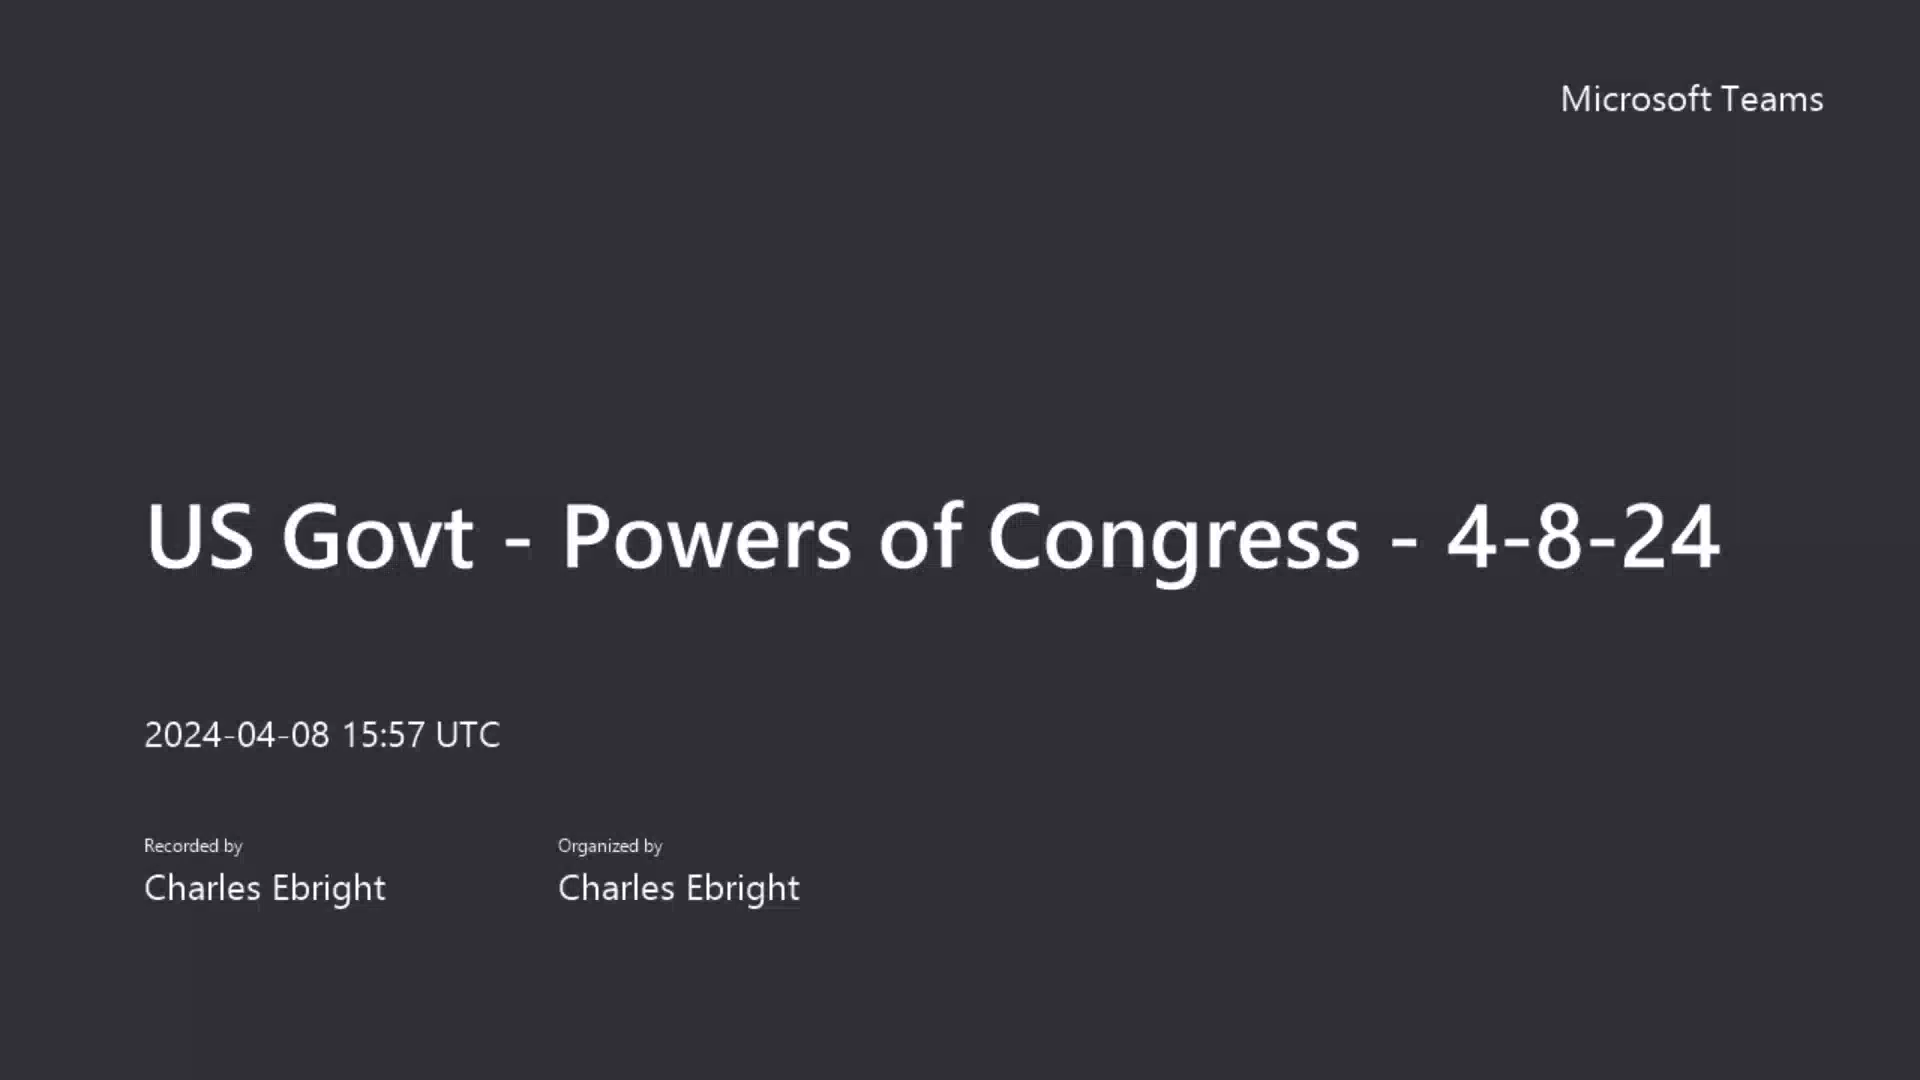 Microsoft Teams
US Govt - Powers of Congress - 4-8-24
2024-04-08 15:57 UTC
Recorded by
Charles Ebright
Organized by
Charles Ebright